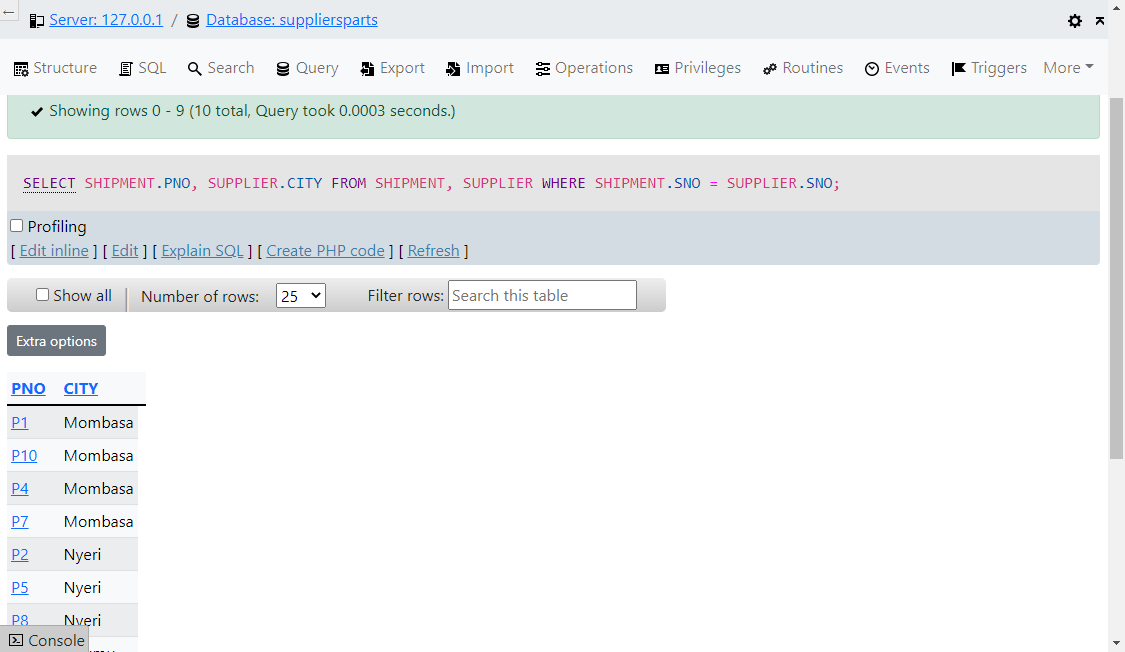 Server: 127.0.0.1 / Database: suppliersparts
Structure SQL Search Query Export Import Operations Privileges Routines Events Triggers More
Showing rows 0 - 9 (10 total, Query took 0.0003 seconds.)
SELECT SHIPMENT.PNO, SUPPLIER.CITY FROM SHIPMENT, SUPPLIER WHERE SHIPMENT.SNO = SUPPLIER.SNO;
Profiling
[ Edit inline ] [ Edit ] [ Explain SQL ] [ Create PHP code ] [ Refresh ]
Show all Number of rows: 25 Filter rows: Search this table
Extra options
PNO CITY
P1 Mombasa
P10 Mombasa
P4 Mombasa
P7 Mombasa
P2 Nyeri
P5 Nyeri
P8 Nyeri
Console